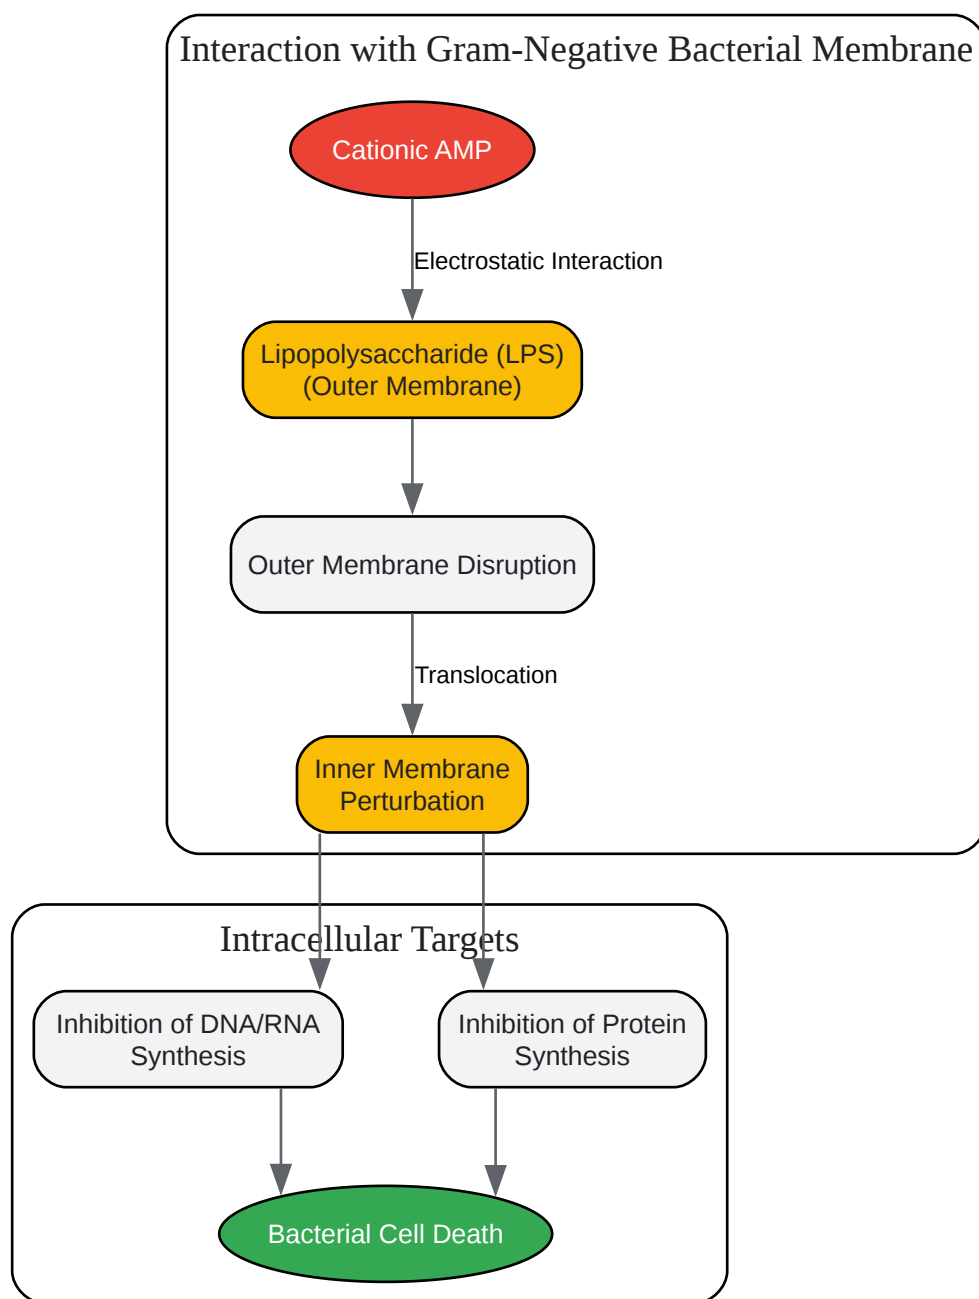 Interaction with Gram-Negative Bacterial Membrane
Cationic AMP
Electrostatic Interaction
Lipopolysaccharide (LPS)
(Outer Membrane)
Outer Membrane Disruption
Translocation
Inner Membrane
Perturbation
Intracellular Targets
Inhibition of DNA/RNA
Synthesis
Inhibition of Protein
Synthesis
Bacterial Cell Death